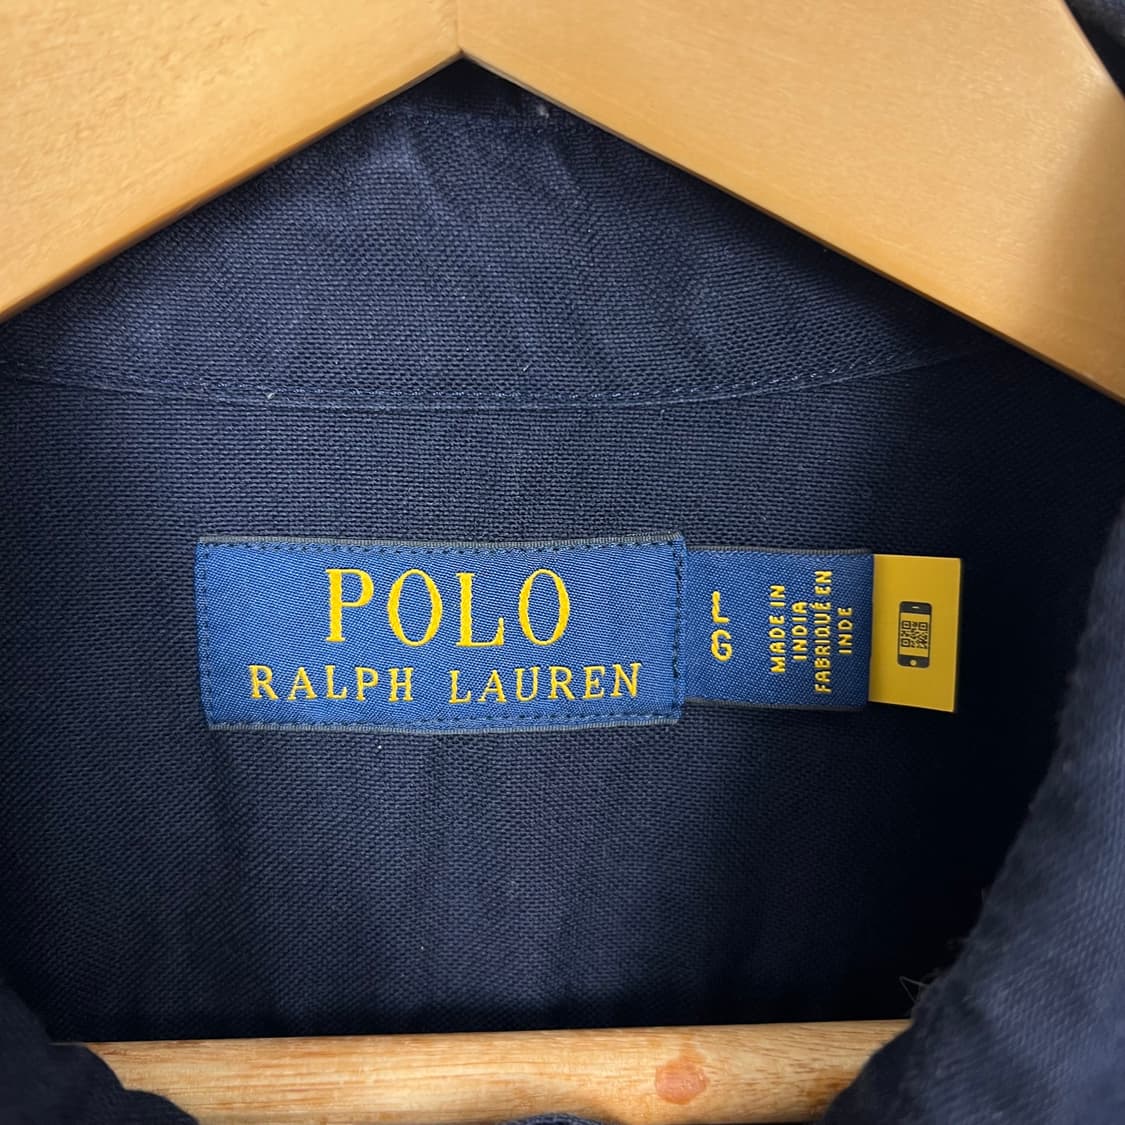 POLO
RALPH LAUREN
L
G
MADE IN
INDIA
FABRIQUÉ EN
INDE